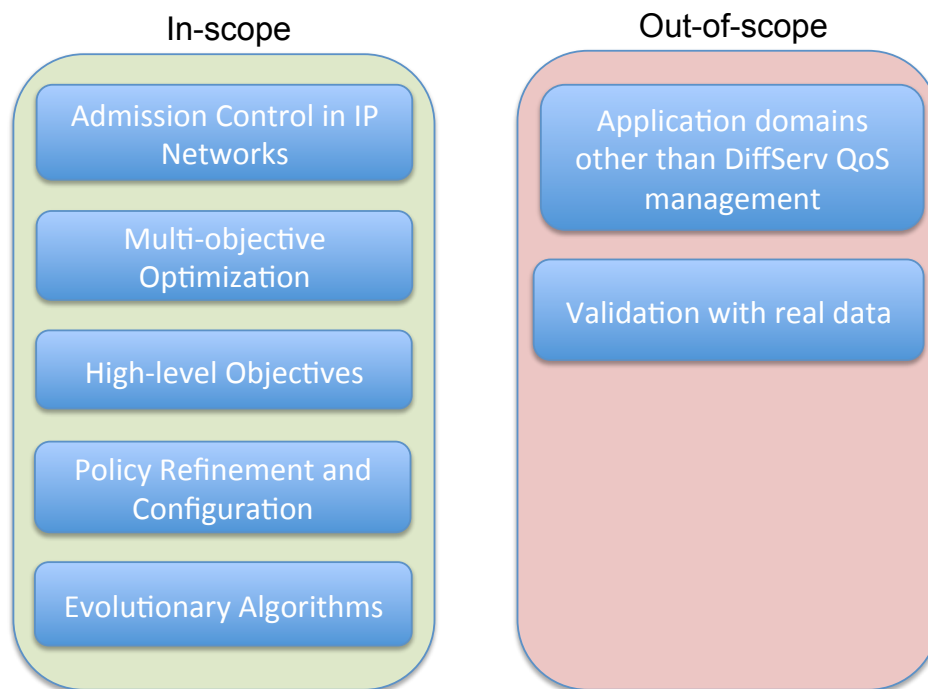 In-scope
Admission Control in IP
Networks
Multi-objective
Optimization
High-level Objectives
Policy Refinement and
Configuration
Evolutionary Algorithms
Out-of-scope
Application domains
other than DiffServ QoS
management
Validation with real data